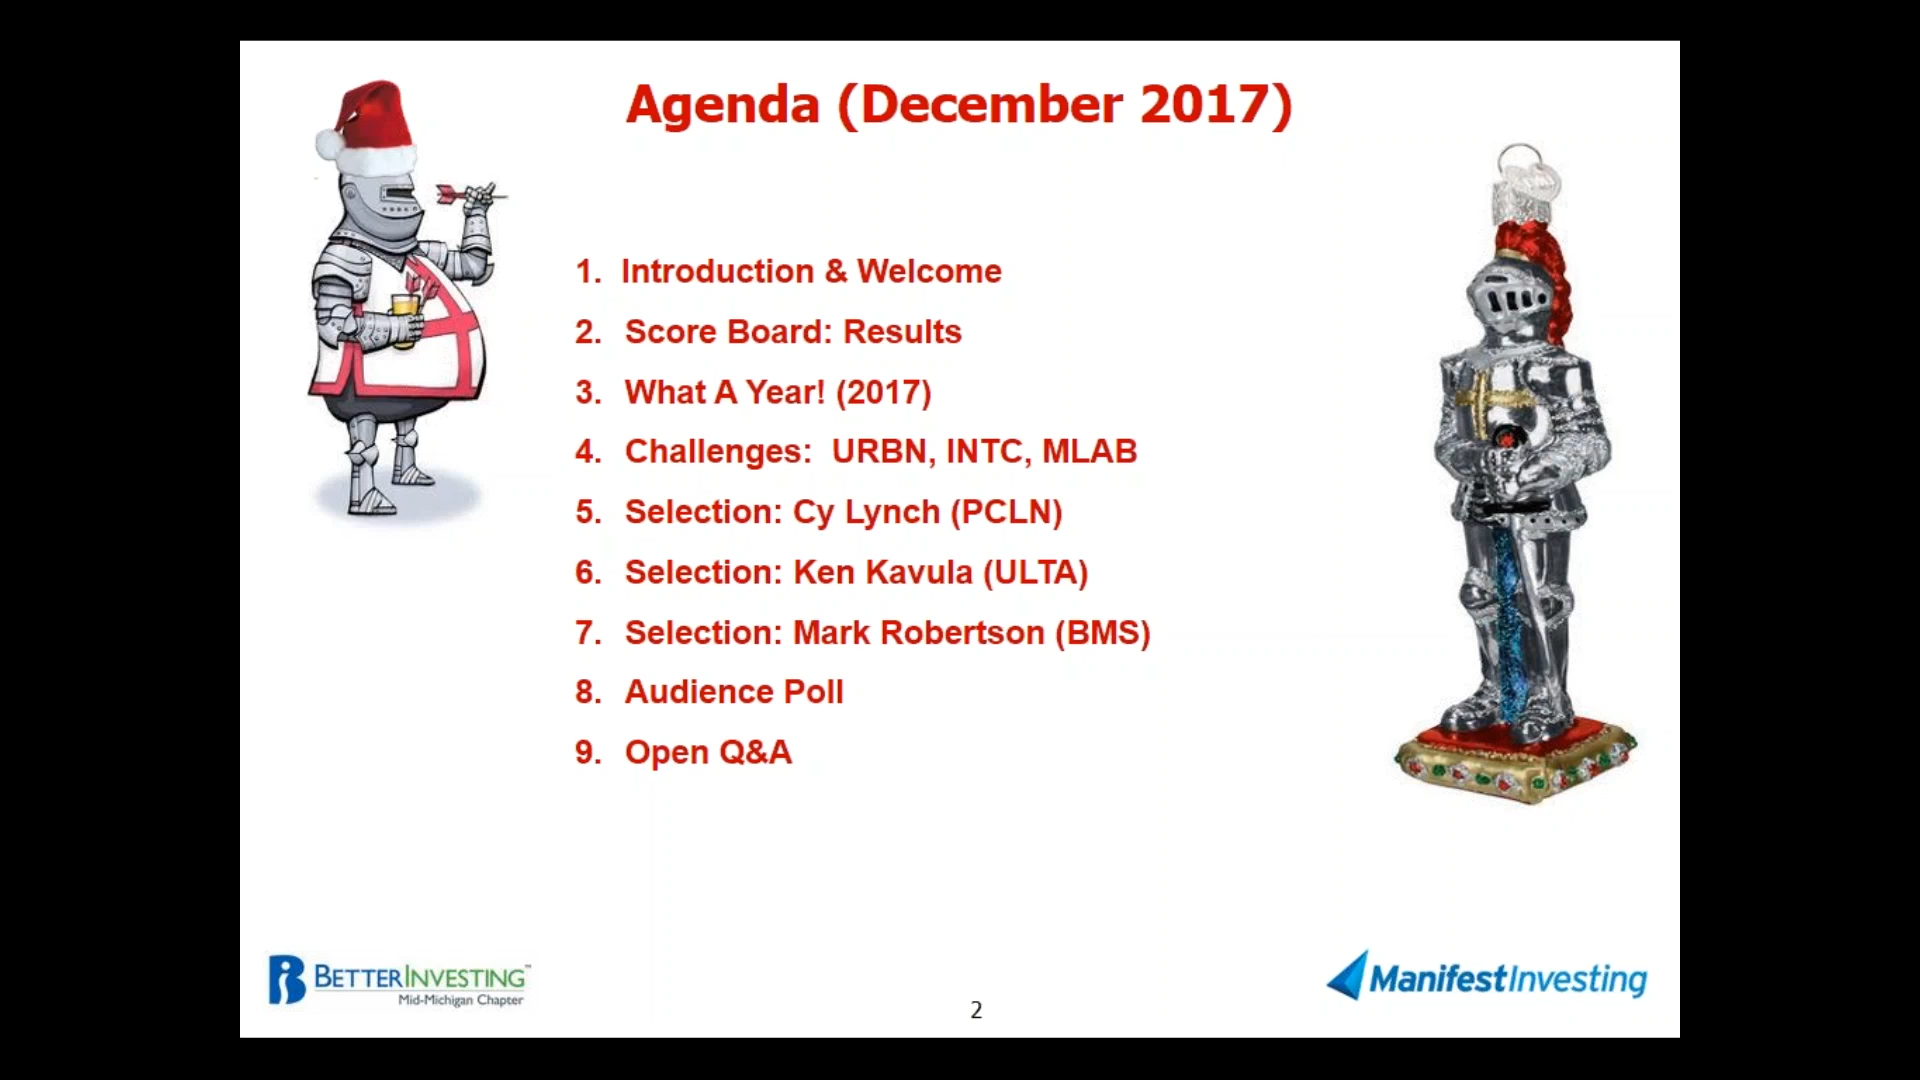 Agenda (December 2017)
1. Introduction & Welcome
2. Score Board: Results
3. What A Year! (2017)
4. Challenges: URBN, INTC, MLAB
5. Selection: Cy Lynch (PCLN)
6. Selection: Ken Kavula (ULTA)
7. Selection: Mark Robertson (BMS)
8. Audience Poll
9. Open Q&A
BETTERINVESTING™
Mid-Michigan Chapter
2
ManifestInvesting